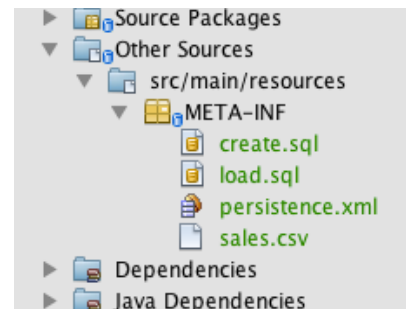 Source Packages
Other Sources
src/main/resources
META-INF
create.sql
load.sql
persistence.xml
sales.csv
Dependencies
Java Dependencies